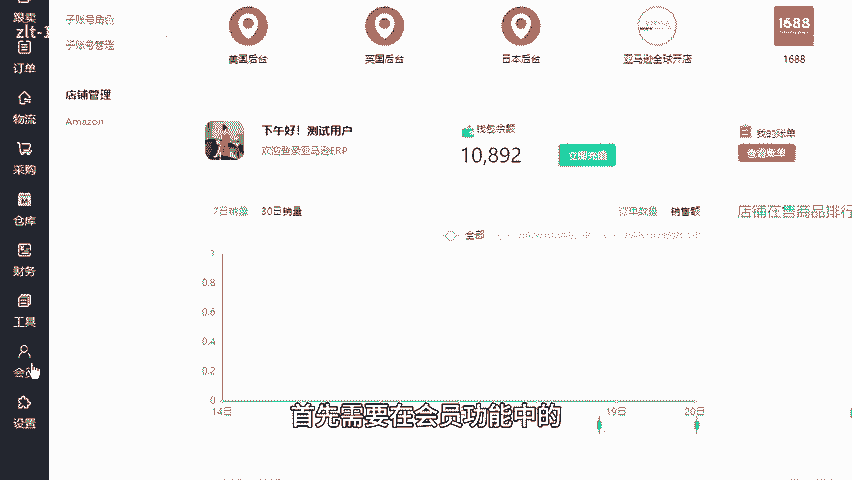 跟卖
zlt-
订单
物流
采购
仓库
财务
工具
设置
子账号角色
子账号管理
店铺管理
Amazon
美国后台
英国后台
日本后台
亚马逊全球开店
1688
1688
下午好！测试用户
欢迎登录亚马逊ERP
钱包余额
10,892
立即充值
我的账单
查询账单
7日销量
30日销量
订单数量
销售额
店铺在售商品排行
全部
1
0.8
0.6
0.4
0.2
0
14日
19日
20日
首先需要在会员功能中的